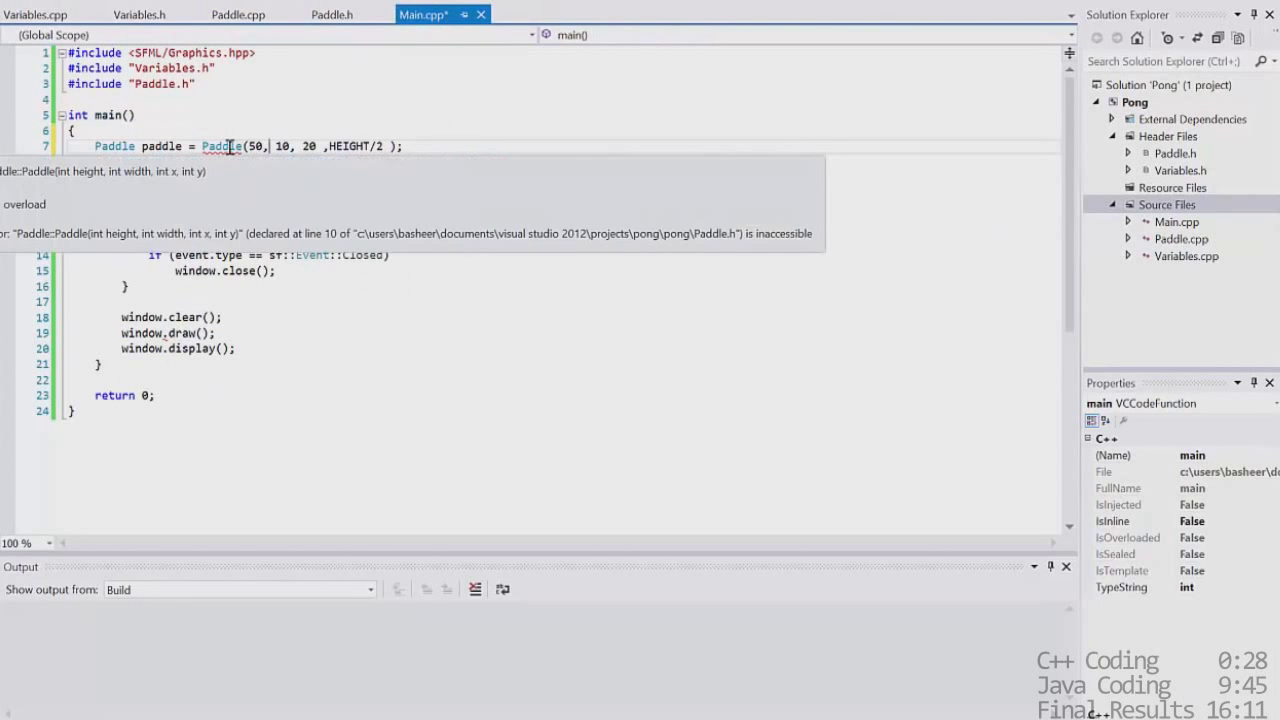 Variables.cpp Variables.h Paddle.cpp Paddle.h Main.cpp*
(Global Scope) main()
1 #include <SFML/Graphics.hpp>
2 #include "Variables.h"
3 #include "Paddle.h"
4
5 int main()
6 {
7 Paddle paddle = Paddle(50, 10, 20 ,HEIGHT/2 );
ddle::Paddle(int height, int width, int x, int y)
overload
or: "Paddle::Paddle(int height, int width, int x, int y)" (declared at line 10 of "c:\users\basheer\documents\visual studio 2012\projects\pong\pong\Paddle.h") is inaccessible
14 if (event.type == sf::Event::Closed)
15 window.close();
16 }
17
18 window.clear();
19 window.draw();
20 window.display();
21 }
22
23 return 0;
24 }
100 %
Output
Show output from: Build
Solution Explorer
Search Solution Explorer (Ctrl+;)
Solution 'Pong' (1 project)
Pong
External Dependencies
Header Files
Paddle.h
Variables.h
Resource Files
Source Files
Main.cpp
Paddle.cpp
Variables.cpp
Properties
main VCCodeFunction
C++
(Name) main
File c:\users\basheer\do
FullName main
IsInjected False
IsInline False
IsOverloaded False
IsSealed False
IsTemplate False
TypeString int
C++ Coding 0:28
Java Coding 9:45
Final Results 16:11
C++